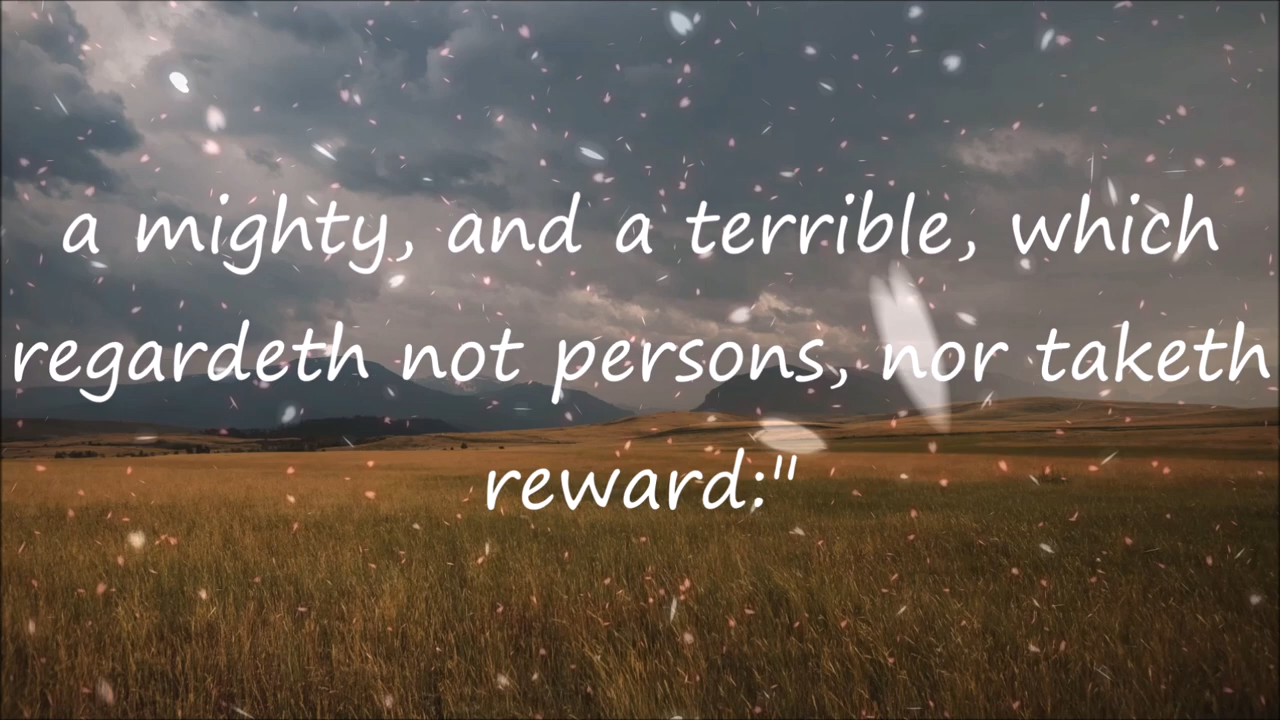 a mighty, and a terrible, which
regardeth not persons, nor taketh
reward:"